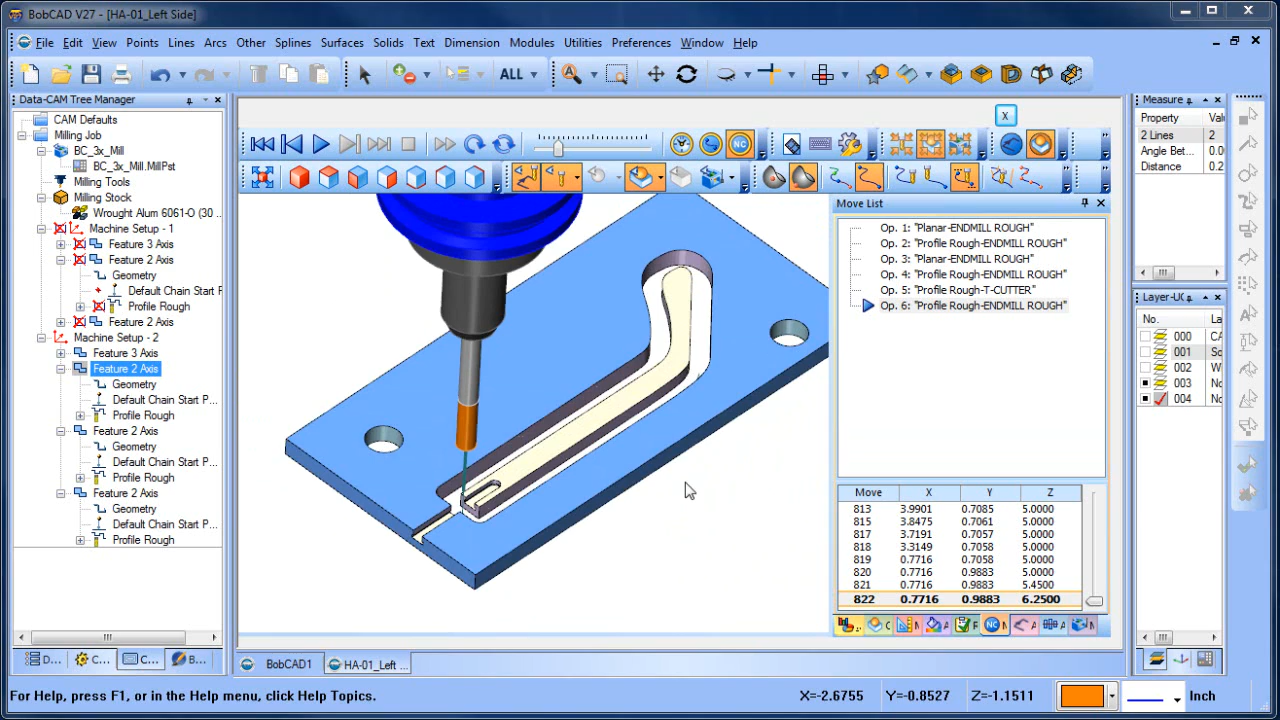 BobCAD V27 - [HA-01_Left Side]
File Edit View Points Lines Arcs Other Splines Surfaces Solids Text Dimension Modules Utilities Preferences Window Help
ALL
NC
X
Data-CAM Tree Manager
CAM Defaults
Milling Job
BC_3x_Mill
BC_3x_Mill.MillPst
Milling Tools
Milling Stock
Wrought Alum 6061-O (30 ...
Machine Setup - 1
Feature 3 Axis
Feature 2 Axis
Geometry
Default Chain Start P
Profile Rough
Feature 2 Axis
Machine Setup - 2
Feature 3 Axis
Feature 2 Axis
Geometry
Default Chain Start P...
Profile Rough
Feature 2 Axis
Geometry
Default Chain Start P...
Profile Rough
Feature 2 Axis
Geometry
Default Chain Start P...
Profile Rough
D... C... C... B...
Move List
Op. 1: "Planar-ENDMILL ROUGH"
Op. 2: "Profile Rough-ENDMILL ROUGH"
Op. 3: "Planar-ENDMILL ROUGH"
Op. 4: "Profile Rough-ENDMILL ROUGH"
Op. 5: "Profile Rough-T-CUTTER"
Op. 6: "Profile Rough-ENDMILL ROUGH"
Move X Y Z
813 3.9901 0.7085 5.0000
815 3.8475 0.7061 5.0000
817 3.7191 0.7057 5.0000
818 3.3149 0.7058 5.0000
819 0.7716 0.7058 5.0000
820 0.7716 0.9883 5.0000
821 0.7716 0.9883 5.4500
822 0.7716 0.9883 6.2500
Measure
Property Valu
2 Lines 2
Angle Bet... 0.0
Distance 0.2
Layer-UC
No. La
000 CA
001 So
002 W
003 No
004 No
BobCAD1 HA-01_Left ...
For Help, press F1, or in the Help menu, click Help Topics.
X=-2.6755 Y=-0.8527 Z=-1.1511 Inch